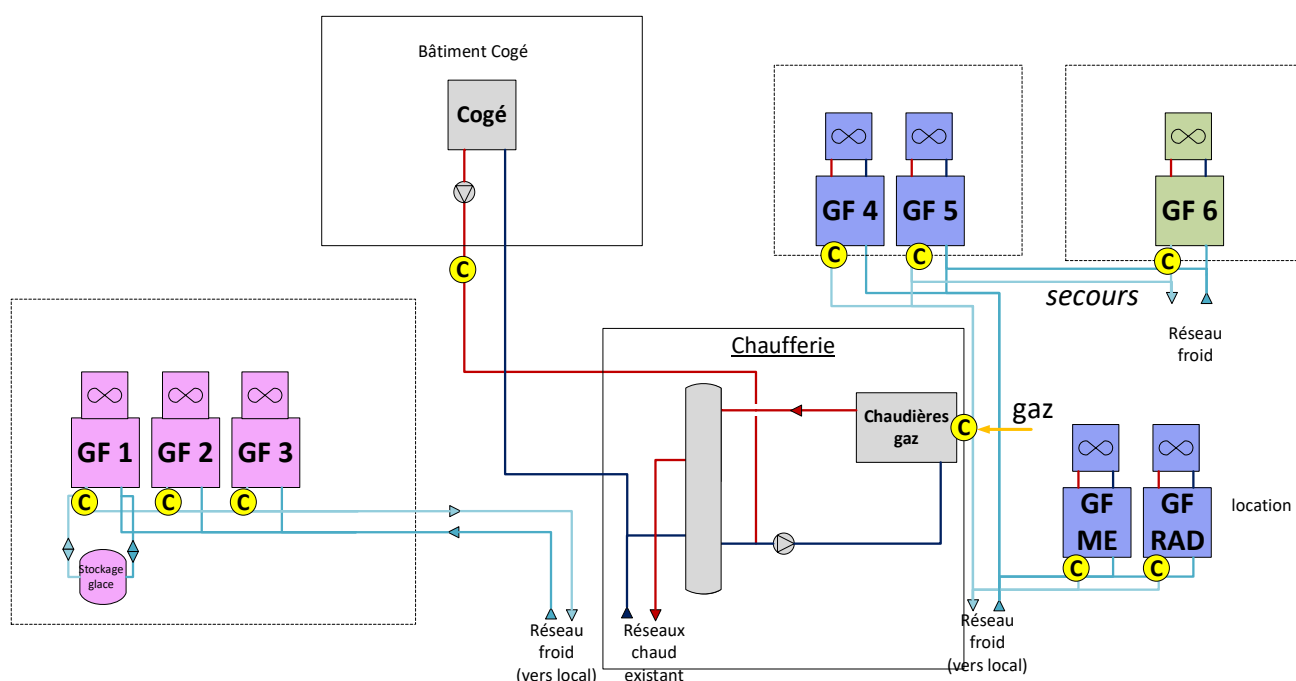 Bâtiment Cogé
Cogé
C
GF 4
GF 5
GF 6
C
C
C
secours
Réseau
froid
Chaufferie
Chaudières
gaz
C
gaz
GF 1
GF 2
GF 3
C
C
C
Stockage
glace
GF
ME
GF
RAD
location
C
C
Réseau
froid
(vers local)
Réseaux
chaud
existant
Réseau
froid
(vers local)